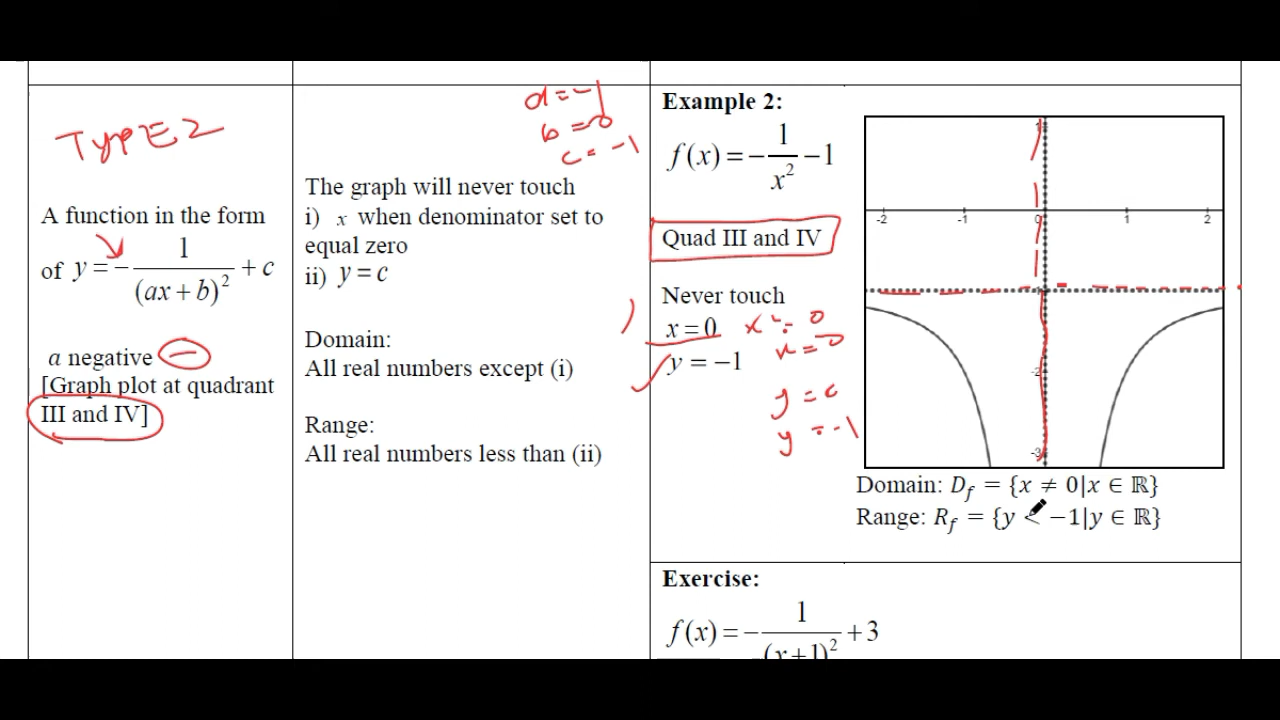 TYPE 2
A function in the form
of y = − 1/(ax + b)² + c
a negative −
[Graph plot at quadrant
III and IV]
a = -1
b = 0
c = -1
The graph will never touch
i) x when denominator set to
equal zero
ii) y = c
Domain:
All real numbers except (i)
Range:
All real numbers less than (ii)
Example 2:
f(x) = − 1/x² − 1
Quad III and IV
Never touch
x = 0
x² = 0
x = 0
y = −1
y = c
y = -1
1
-2 -1 0 1 2
-2
-3
Domain: D_f = {x ≠ 0|x ∈ ℝ}
Range: R_f = {y < −1|y ∈ ℝ}
Exercise:
f(x) = − 1/(x + 1)² + 3